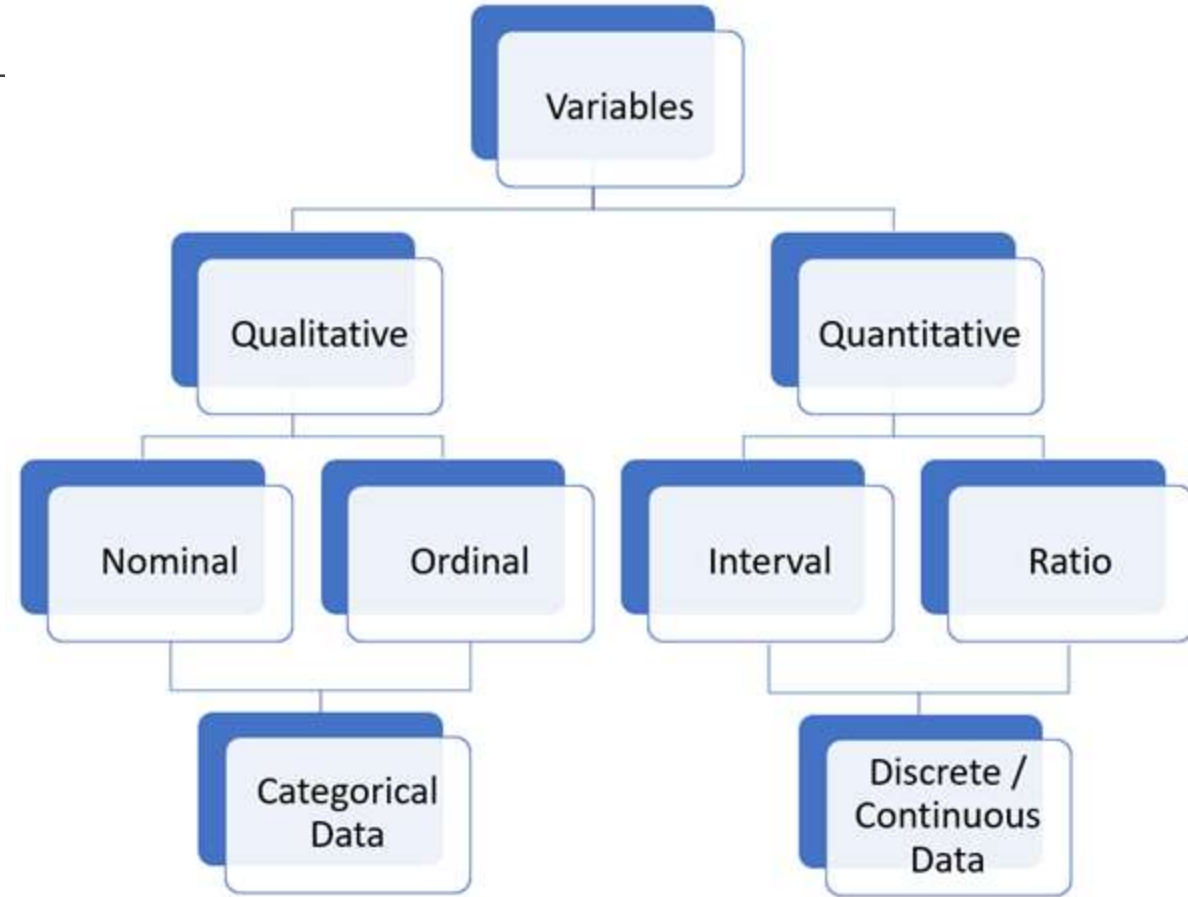 Variables
Qualitative
Quantitative
Nominal
Ordinal
Interval
Ratio
Categorical
Data
Discrete /
Continuous
Data